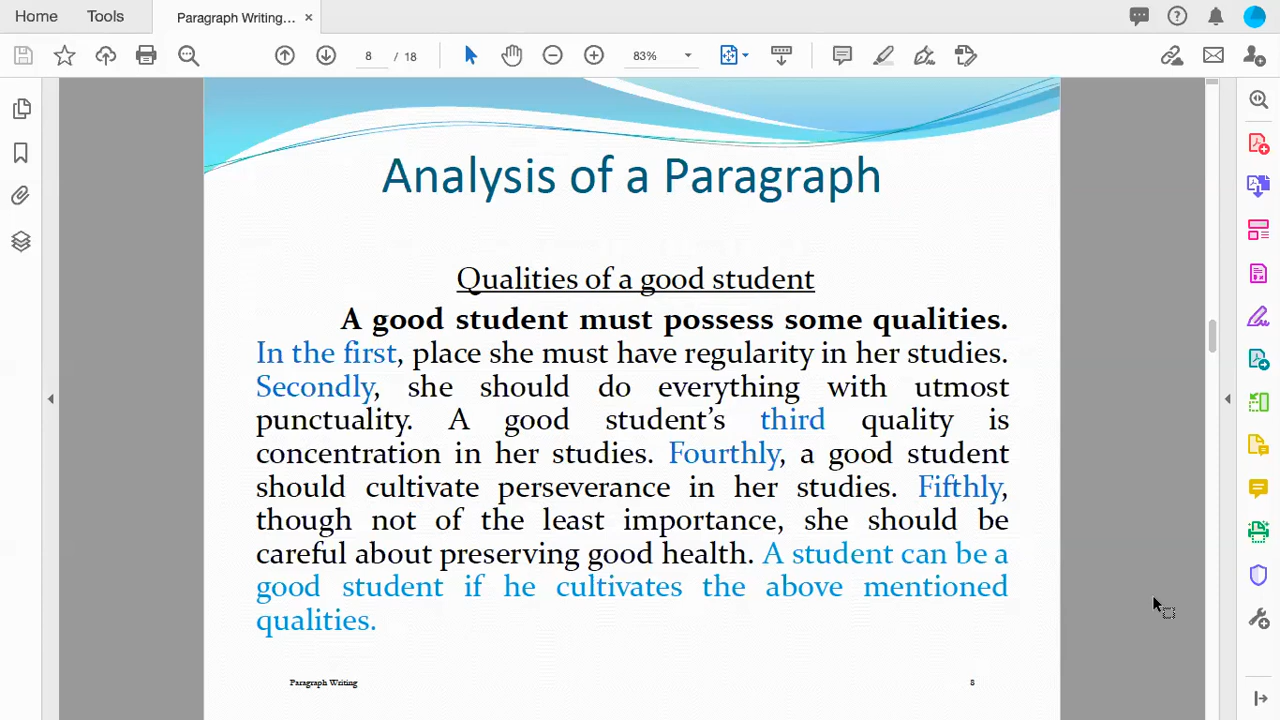 Home Tools Paragraph Writing... ×
8 / 18 83%
Analysis of a Paragraph
Qualities of a good student
A good student must possess some qualities.
In the first, place she must have regularity in her studies.
Secondly, she should do everything with utmost
punctuality. A good student’s third quality is
concentration in her studies. Fourthly, a good student
should cultivate perseverance in her studies. Fifthly,
though not of the least importance, she should be
careful about preserving good health. A student can be a
good student if he cultivates the above mentioned
qualities.
Paragraph Writing 8